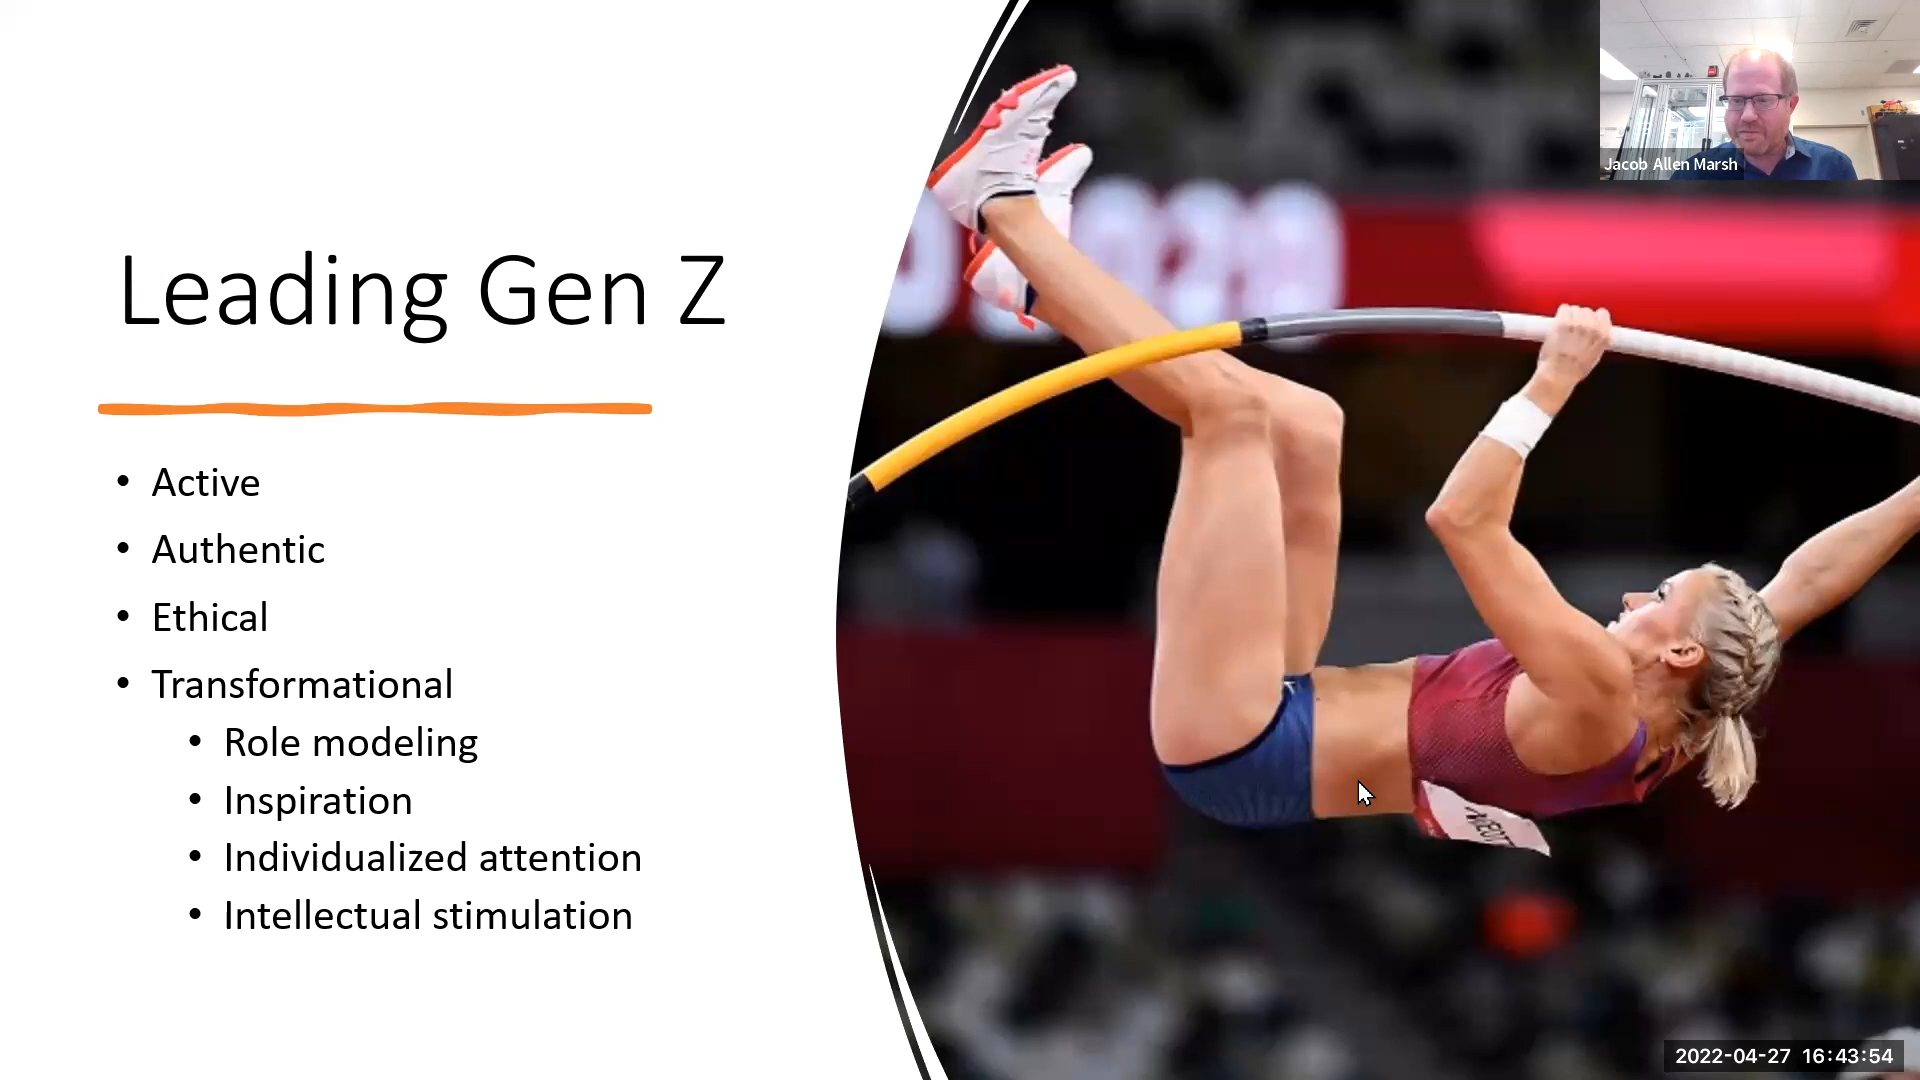 Jacob Allen Marsh
Leading Gen Z
• Active
• Authentic
• Ethical
• Transformational
• Role modeling
• Inspiration
• Individualized attention
• Intellectual stimulation
2022-04-27 16:43:54